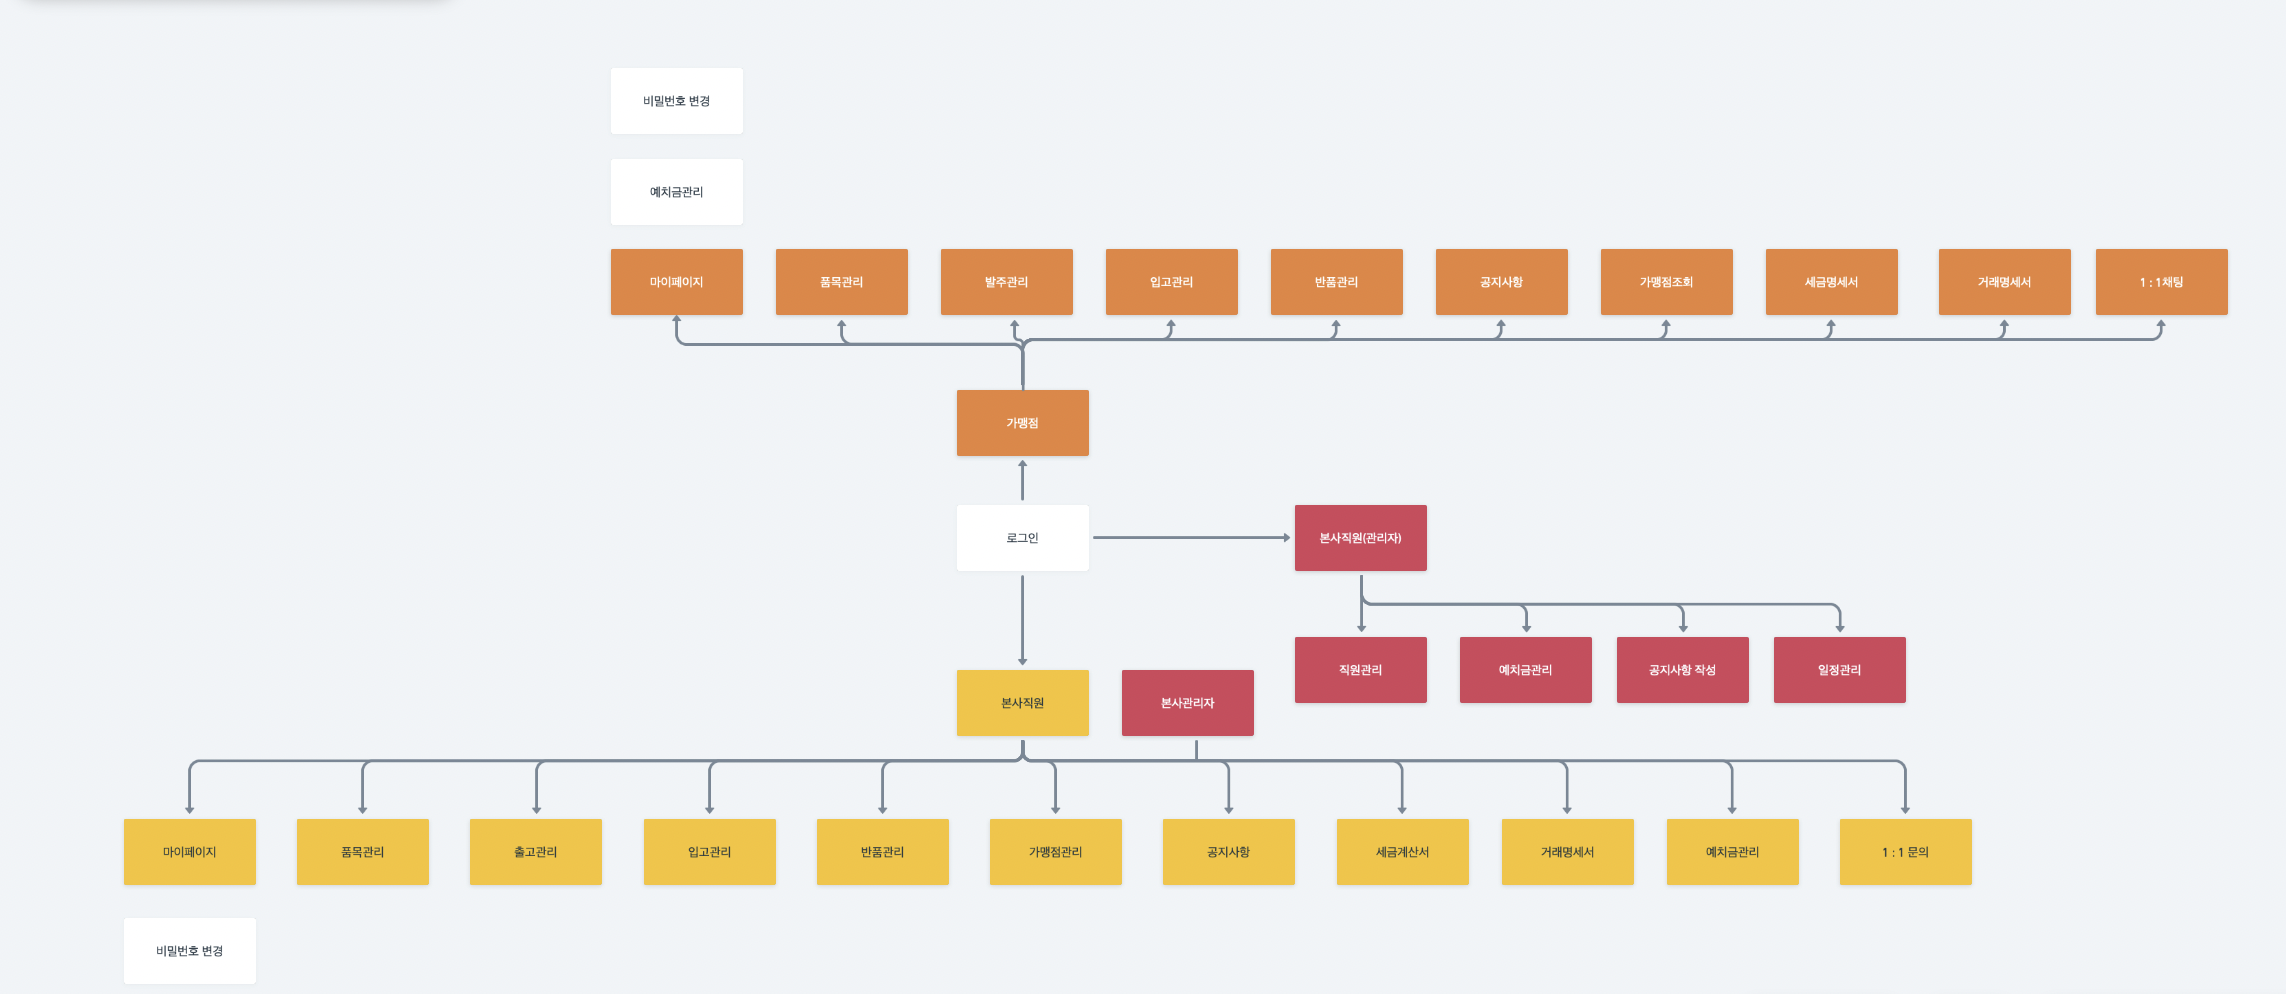 비밀번호 변경
예치금관리
마이페이지
품목관리
발주관리
입고관리
반품관리
공지사항
가맹점조회
세금명세서
거래명세서
1 : 1채팅
가맹점
로그인
본사직원(관리자)
직원관리
예치금관리
공지사항 작성
일정관리
본사직원
본사관리자
마이페이지
품목관리
출고관리
입고관리
반품관리
가맹점관리
공지사항
세금계산서
거래명세서
예치금관리
1 : 1 문의
비밀번호 변경